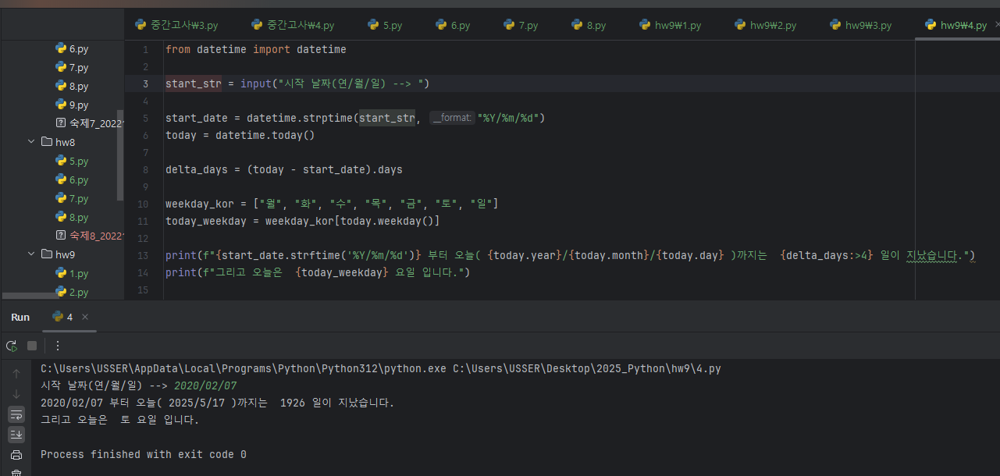 중간고사₩3.py 중간고사₩4.py 5.py 6.py 7.py 8.py hw9₩1.py hw9₩2.py hw9₩3.py hw9₩4.py
6.py
7.py
8.py
9.py
숙제7_2022
hw8
5.py
6.py
7.py
8.py
숙제8_2022
hw9
1.py
2.py
1 from datetime import datetime
2
3 start_str = input("시작 날짜(연/월/일) --> ")
4
5 start_date = datetime.strptime(start_str, __format: "%Y/%m/%d")
6 today = datetime.today()
7
8 delta_days = (today - start_date).days
9
10 weekday_kor = ["월", "화", "수", "목", "금", "토", "일"]
11 today_weekday = weekday_kor[today.weekday()]
12
13 print(f"{start_date.strftime('%Y/%m/%d')} 부터 오늘( {today.year}/{today.month}/{today.day} )까지는  {delta_days:>4} 일이 지났습니다.")
14 print(f"그리고 오늘은  {today_weekday} 요일 입니다.")
15
Run 4
C:\Users\USSER\AppData\Local\Programs\Python\Python312\python.exe C:\Users\USSER\Desktop\2025_Python\hw9\4.py
시작 날짜(연/월/일) --> 2020/02/07
2020/02/07 부터 오늘( 2025/5/17 )까지는  1926 일이 지났습니다.
그리고 오늘은  토 요일 입니다.
Process finished with exit code 0